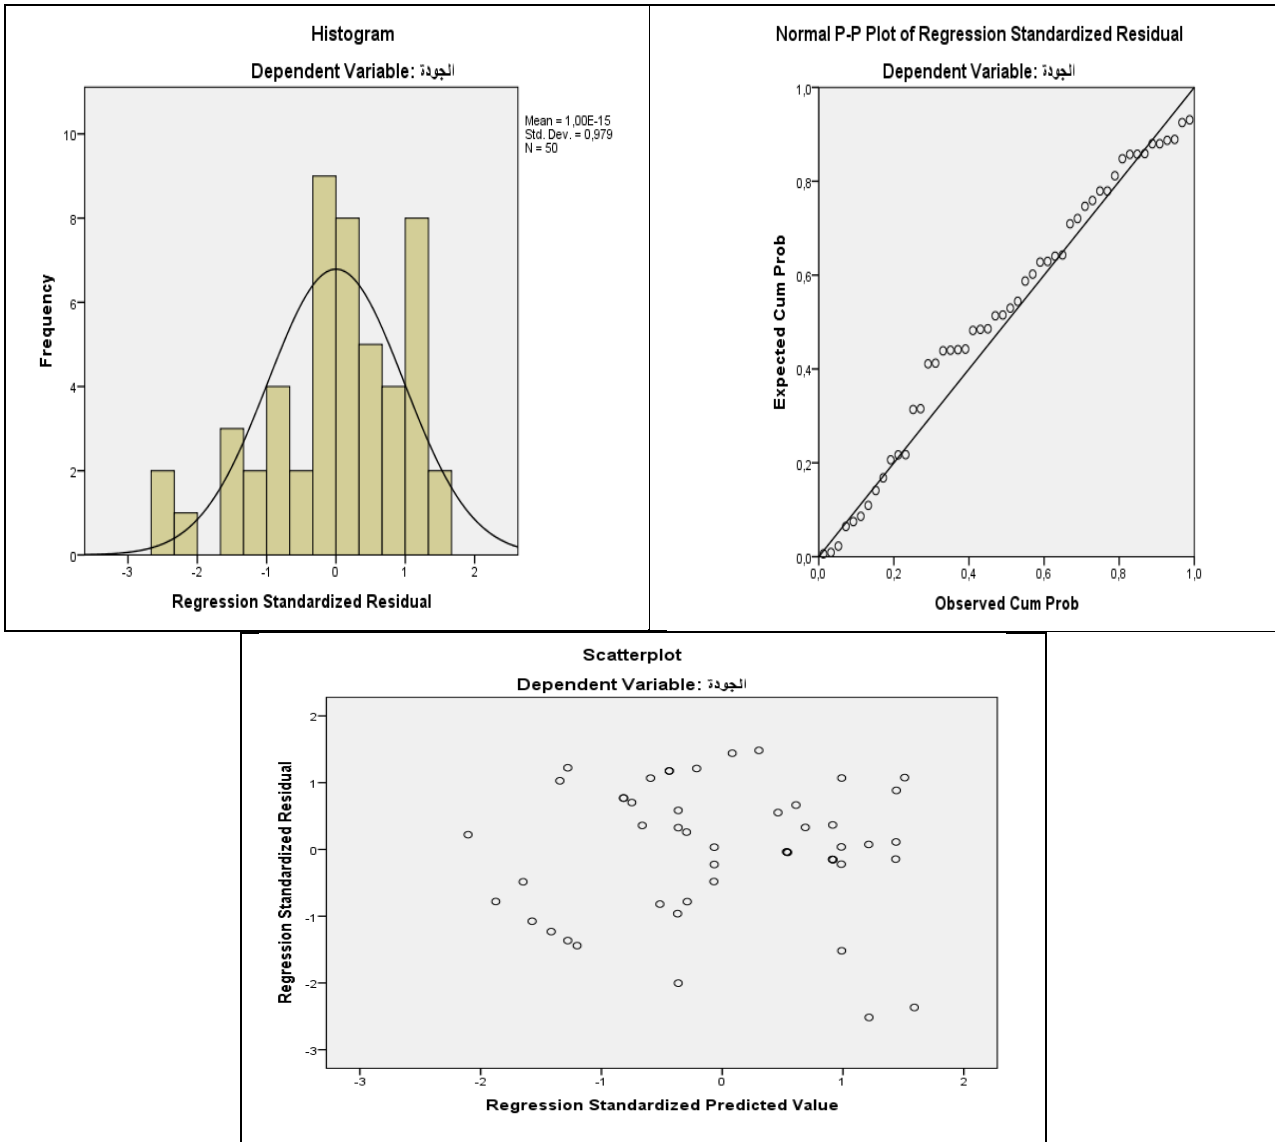 Histogram
Dependent Variable: الجودة
Mean = 1,00E-15
Std. Dev. = 0,979
N = 50
Frequency
10
8
6
4
2
0
-3 -2 -1 0 1 2
Regression Standardized Residual
Normal P-P Plot of Regression Standardized Residual
Dependent Variable: الجودة
Expected Cum Prob
1,0
0,8
0,6
0,4
0,2
0,0
0,0 0,2 0,4 0,6 0,8 1,0
Observed Cum Prob
Scatterplot
Dependent Variable: الجودة
Regression Standardized Residual
2
1
0
-1
-2
-3
-3 -2 -1 0 1 2
Regression Standardized Predicted Value